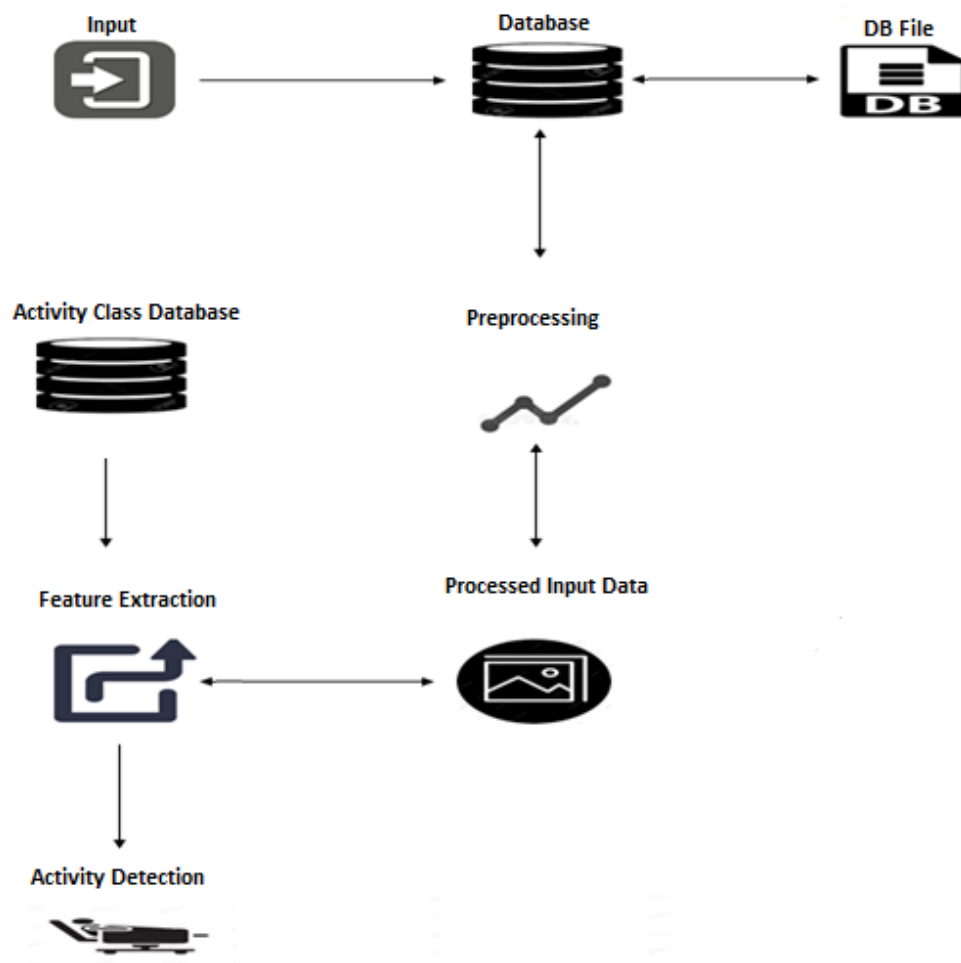 Input
Database
DB File
DB
Activity Class Database
Preprocessing
Feature Extraction
Processed Input Data
Activity Detection